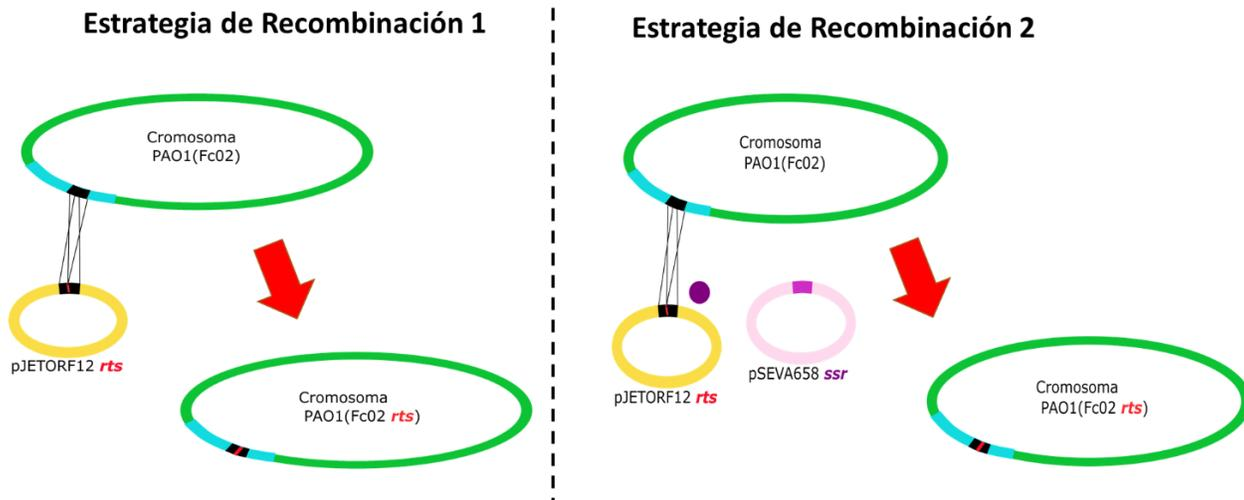 Estrategia de Recombinación 1
Cromosoma
PAO1(Fc02)
pJETORF12 rts
Cromosoma
PAO1(Fc02 rts)
Estrategia de Recombinación 2
Cromosoma
PAO1(Fc02)
pSEVA658 ssr
pJETORF12 rts
Cromosoma
PAO1(Fc02 rts)